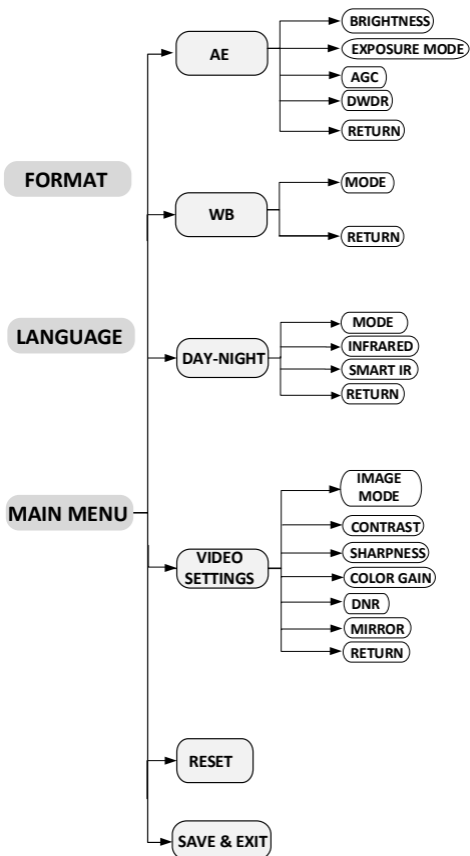 FORMAT
LANGUAGE
MAIN MENU
AE
BRIGHTNESS
EXPOSURE MODE
AGC
DWDR
RETURN
WB
MODE
RETURN
DAY-NIGHT
MODE
INFRARED
SMART IR
RETURN
VIDEO
SETTINGS
IMAGE
MODE
CONTRAST
SHARPNESS
COLOR GAIN
DNR
MIRROR
RETURN
RESET
SAVE & EXIT